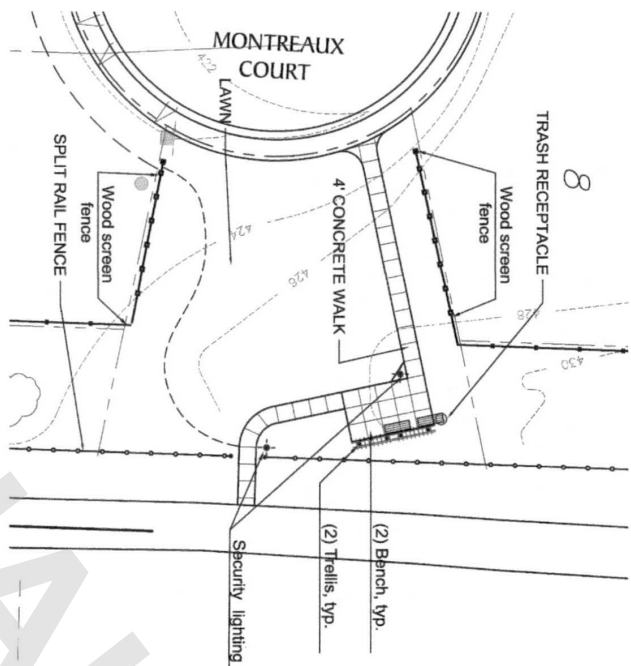 MONTREAUX
COURT
432
LAWN
TRASH RECEPTACLE
8
Wood screen
fence
4' CONCRETE WALK
SPLIT RAIL FENCE
Wood screen
fence
424
426
428
430
(2) Bench, typ.
(2) Trellis, typ.
Security lighting